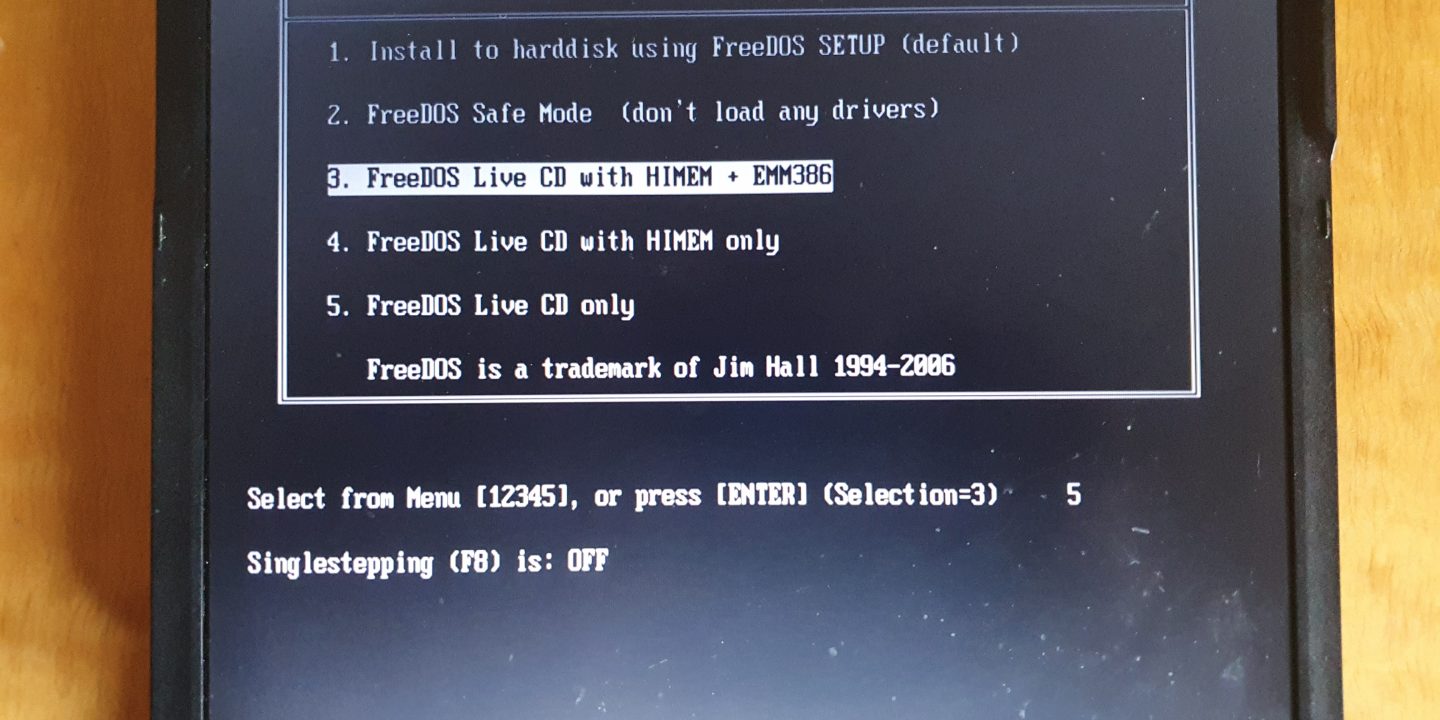 1. Install to harddisk using FreeDOS SETUP (default)
2. FreeDOS Safe Mode (don't load any drivers)
3. FreeDOS Live CD with HIMEM + EMM386
4. FreeDOS Live CD with HIMEM only
5. FreeDOS Live CD only
FreeDOS is a trademark of Jim Hall 1994-2006
Select from Menu [12345], or press [ENTER] (Selection=3) 5
Singlestepping (F8) is: OFF